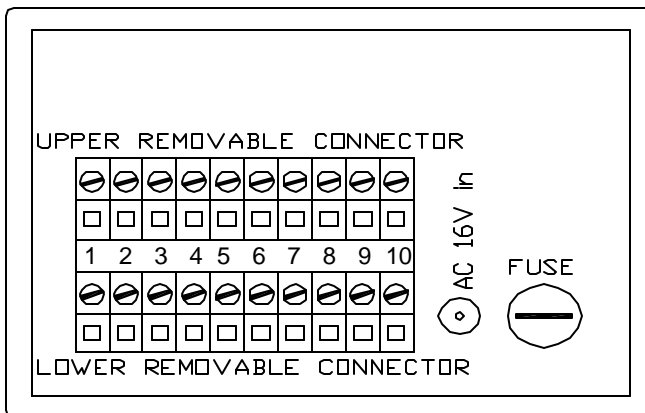 UPPER REMOVABLE CONNECTOR
1 2 3 4 5 6 7 8 9 10
LOWER REMOVABLE CONNECTOR
AC 16V In
FUSE